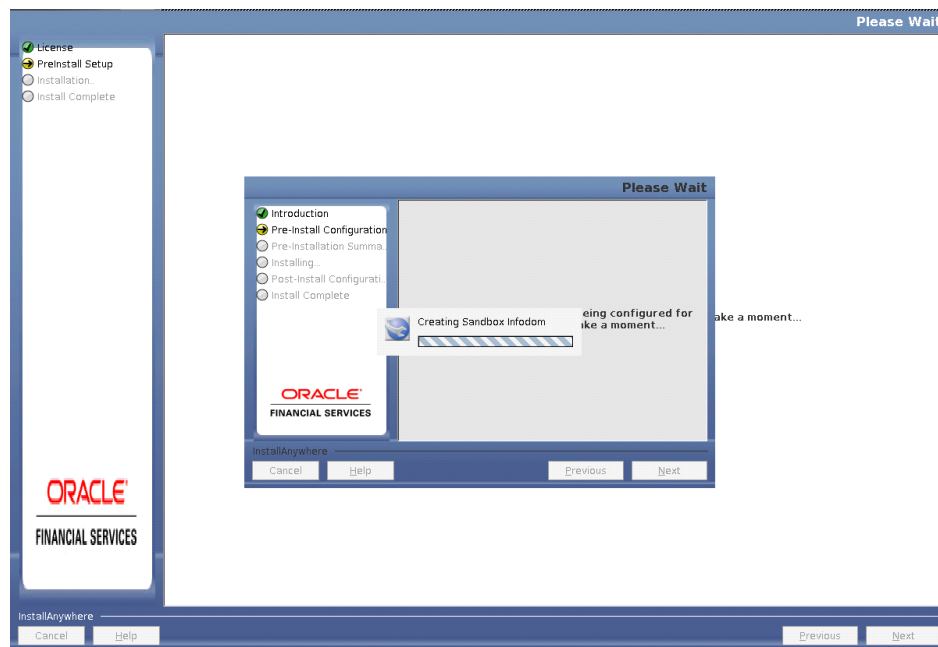 Please Wait
License
PreInstall Setup
Installation..
Install Complete
Please Wait
Introduction
Pre-Install Configuration
Pre-Installation Summa..
Installing...
Post-Install Configurati..
Install Complete
eing configured for
ake a moment...
ake a moment...
Creating Sandbox Infodom
ORACLE
FINANCIAL SERVICES
InstallAnywhere
Cancel
Help
Previous
Next
ORACLE
FINANCIAL SERVICES
InstallAnywhere
Cancel
Help
Previous
Next